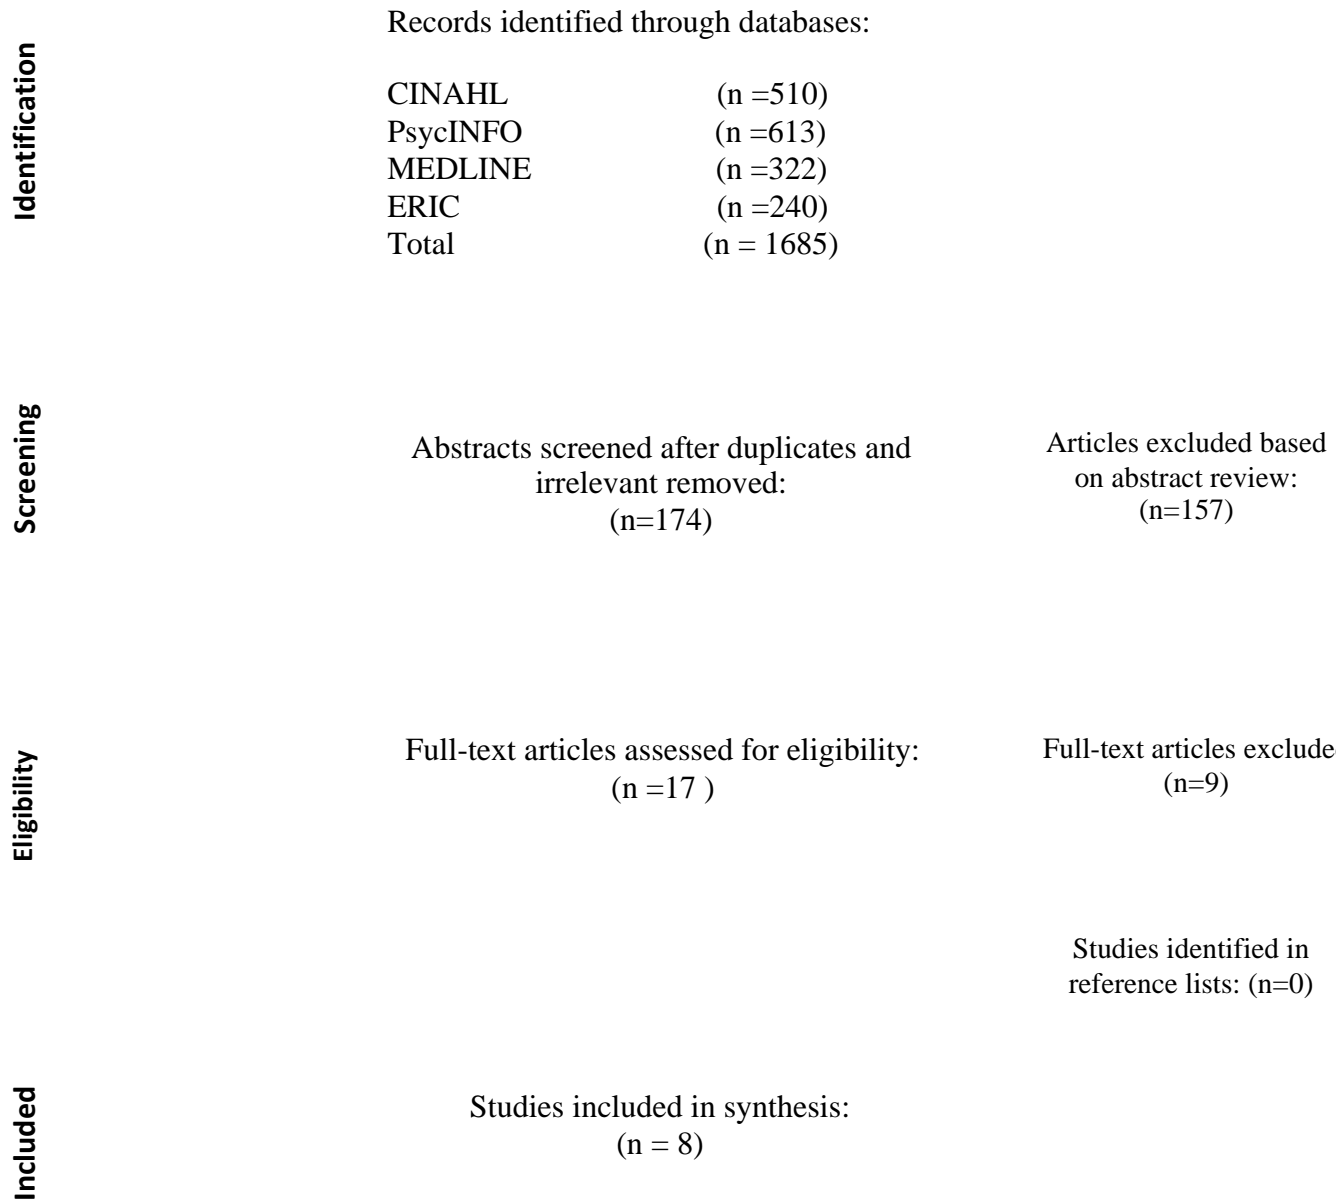 Identification
Records identified through databases:
CINAHL (n =510)
PsycINFO (n =613)
MEDLINE (n =322)
ERIC (n =240)
Total (n = 1685)
Screening
Abstracts screened after duplicates and
irrelevant removed:
(n=174)
Articles excluded based
on abstract review:
(n=157)
Eligibility
Full-text articles assessed for eligibility:
(n =17 )
Full-text articles exclude
(n=9)
Studies identified in
reference lists: (n=0)
Included
Studies included in synthesis:
(n = 8)